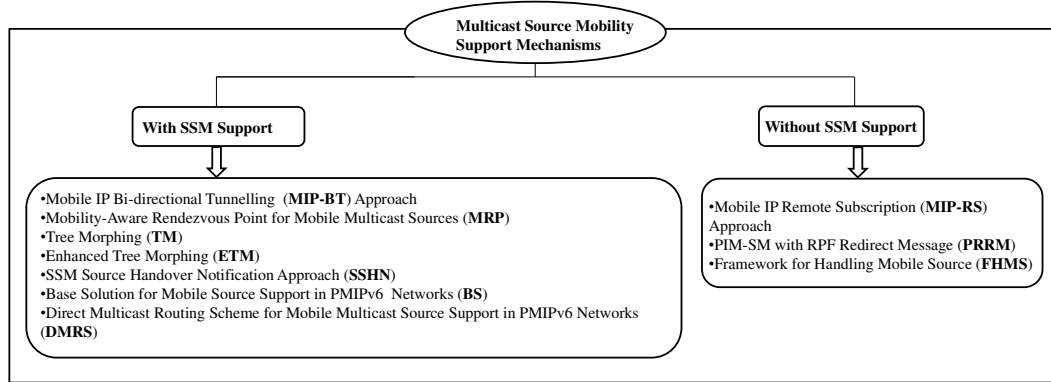 Multicast Source Mobility
Support Mechanisms
With SSM Support
Without SSM Support
•Mobile IP Bi-directional Tunnelling (MIP-BT) Approach
•Mobility-Aware Rendezvous Point for Mobile Multicast Sources (MRP)
•Tree Morphing (TM)
•Enhanced Tree Morphing (ETM)
•SSM Source Handover Notification Approach (SSHN)
•Base Solution for Mobile Source Support in PMIPv6 Networks (BS)
•Direct Multicast Routing Scheme for Mobile Multicast Source Support in PMIPv6 Networks
(DMRS)
•Mobile IP Remote Subscription (MIP-RS)
Approach
•PIM-SM with RPF Redirect Message (PRRM)
•Framework for Handling Mobile Source (FHMS)